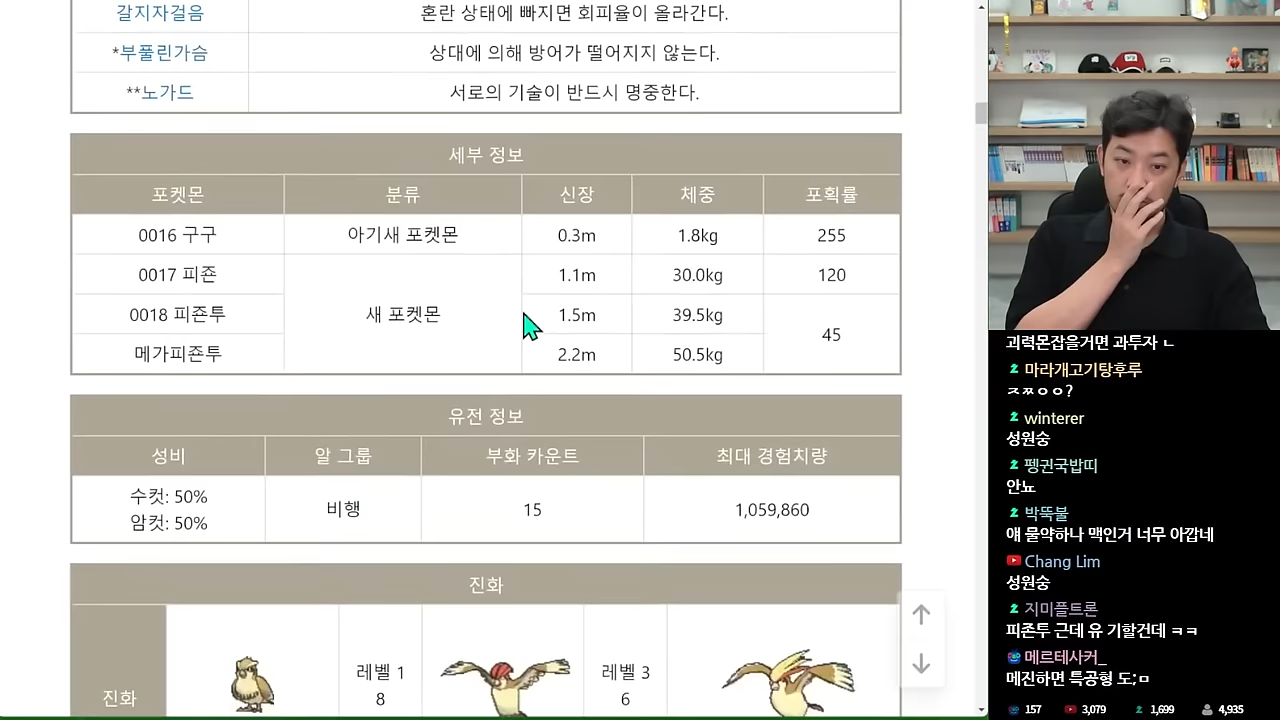 갈지자걸음 혼란 상태에 빠지면 회피율이 올라간다.
*부풀린가슴 상대에 의해 방어가 떨어지지 않는다.
**노가드 서로의 기술이 반드시 명중한다.
세부 정보
포켓몬 분류 신장 체중 포획률
0016 구구 아기새 포켓몬 0.3m 1.8kg 255
0017 피죤 1.1m 30.0kg 120
0018 피죤투 새 포켓몬 1.5m 39.5kg
45
메가피죤투 2.2m 50.5kg
유전 정보
성비 알 그룹 부화 카운트 최대 경험치량
수컷: 50%
암컷: 50%
비행 15 1,059,860
진화
진화
레벨 1
8
레벨 3
6
괴력몬잡을거면 과투자 ㄴ
마라개고기탕후루
ㅈㅉㅇㅇ?
winterer
성원숭
펭귄국밥띠
안뇨
박뚝불
얘 물약하나 맥인거 너무 아깝네
Chang Lim
성원숭
지미플트론
피존투 근데 유 기할건데 ㅋㅋ
메르테사커_
메진하면 특공형 도;ㅁ
157 3,079 1,699 4,935